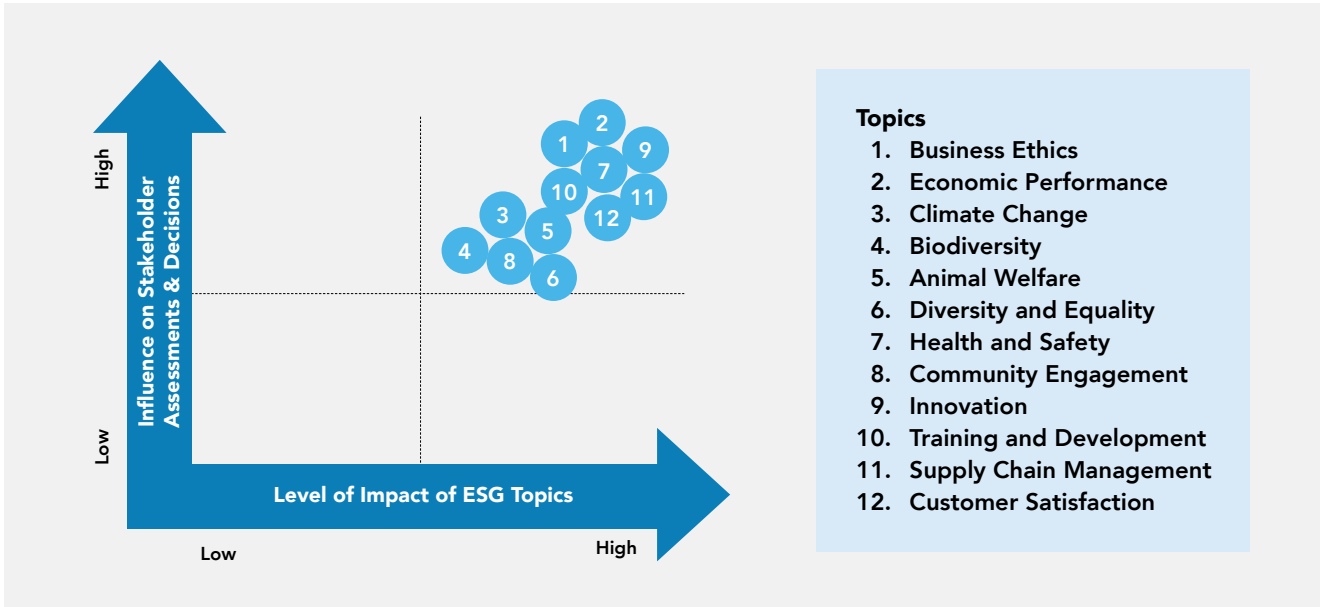 High
Low
Influence on Stakeholder
Assessments & Decisions
Level of Impact of ESG Topics
Low
High
2
1
9
7
10
11
3
12
5
4
8
6
Topics
1. Business Ethics
2. Economic Performance
3. Climate Change
4. Biodiversity
5. Animal Welfare
6. Diversity and Equality
7. Health and Safety
8. Community Engagement
9. Innovation
10. Training and Development
11. Supply Chain Management
12. Customer Satisfaction